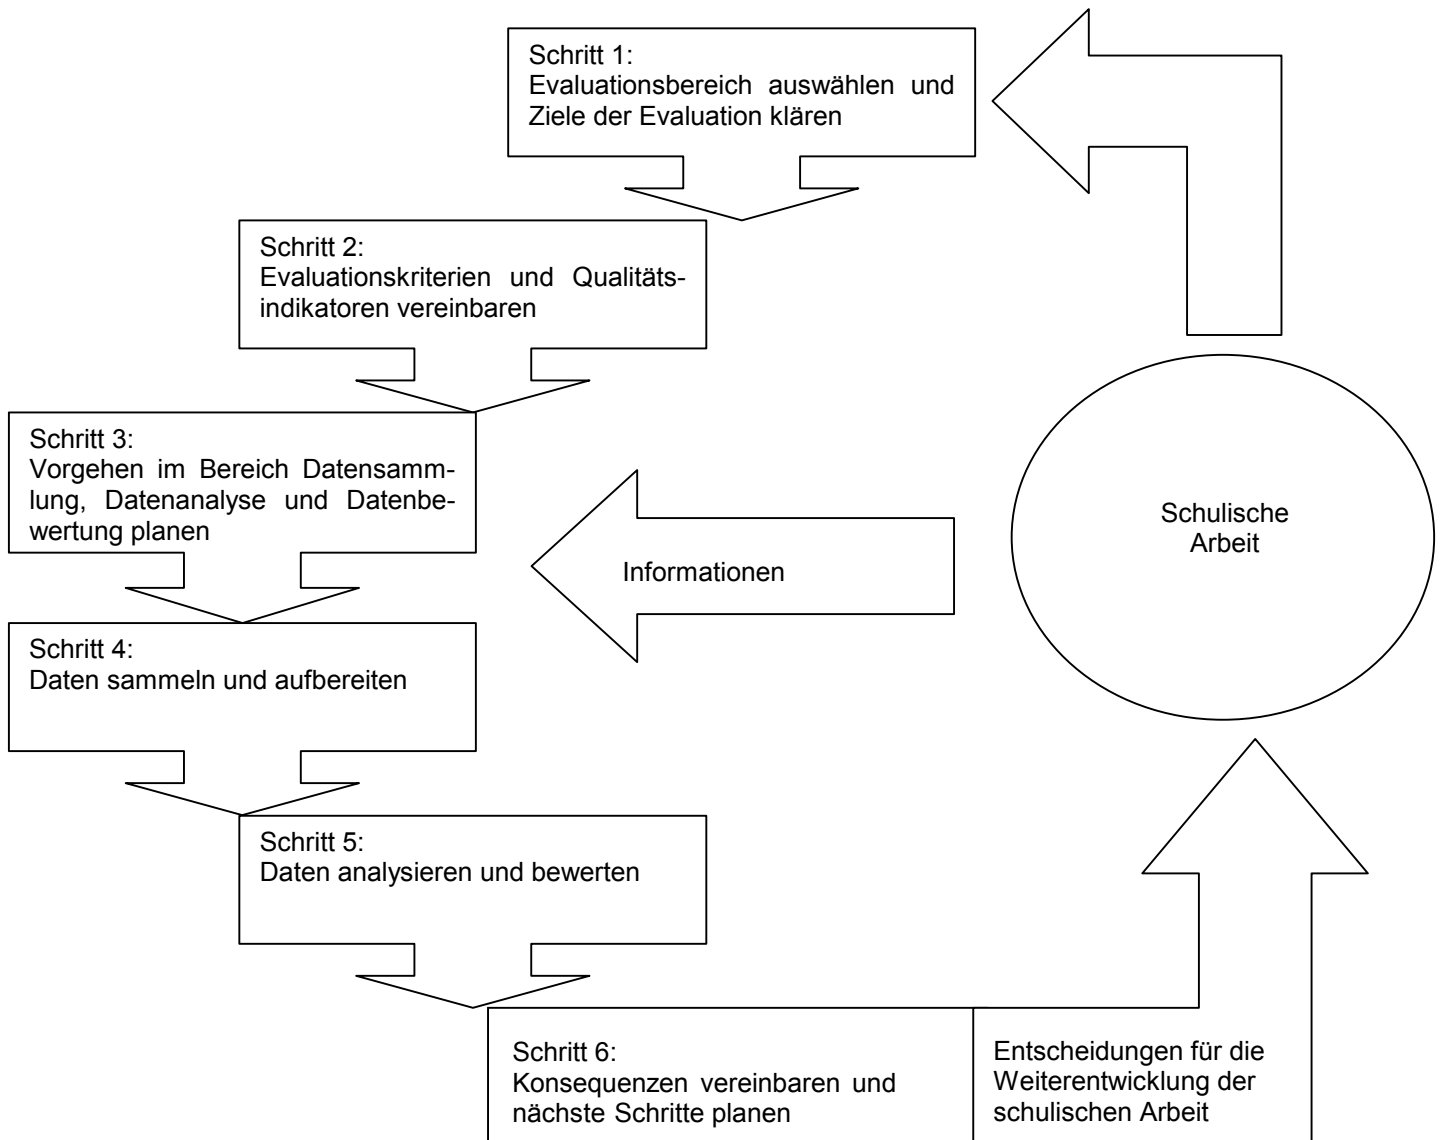 Schritt 1:
Evaluationsbereich auswählen und
Ziele der Evaluation klären
Schritt 2:
Evaluationskriterien und Qualitäts-
indikatoren vereinbaren
Schritt 3:
Vorgehen im Bereich Datensamm-
lung, Datenanalyse und Datenbe-
wertung planen
Informationen
Schulische
Arbeit
Schritt 4:
Daten sammeln und aufbereiten
Schritt 5:
Daten analysieren und bewerten
Schritt 6:
Konsequenzen vereinbaren und
nächste Schritte planen
Entscheidungen für die
Weiterentwicklung der
schulischen Arbeit